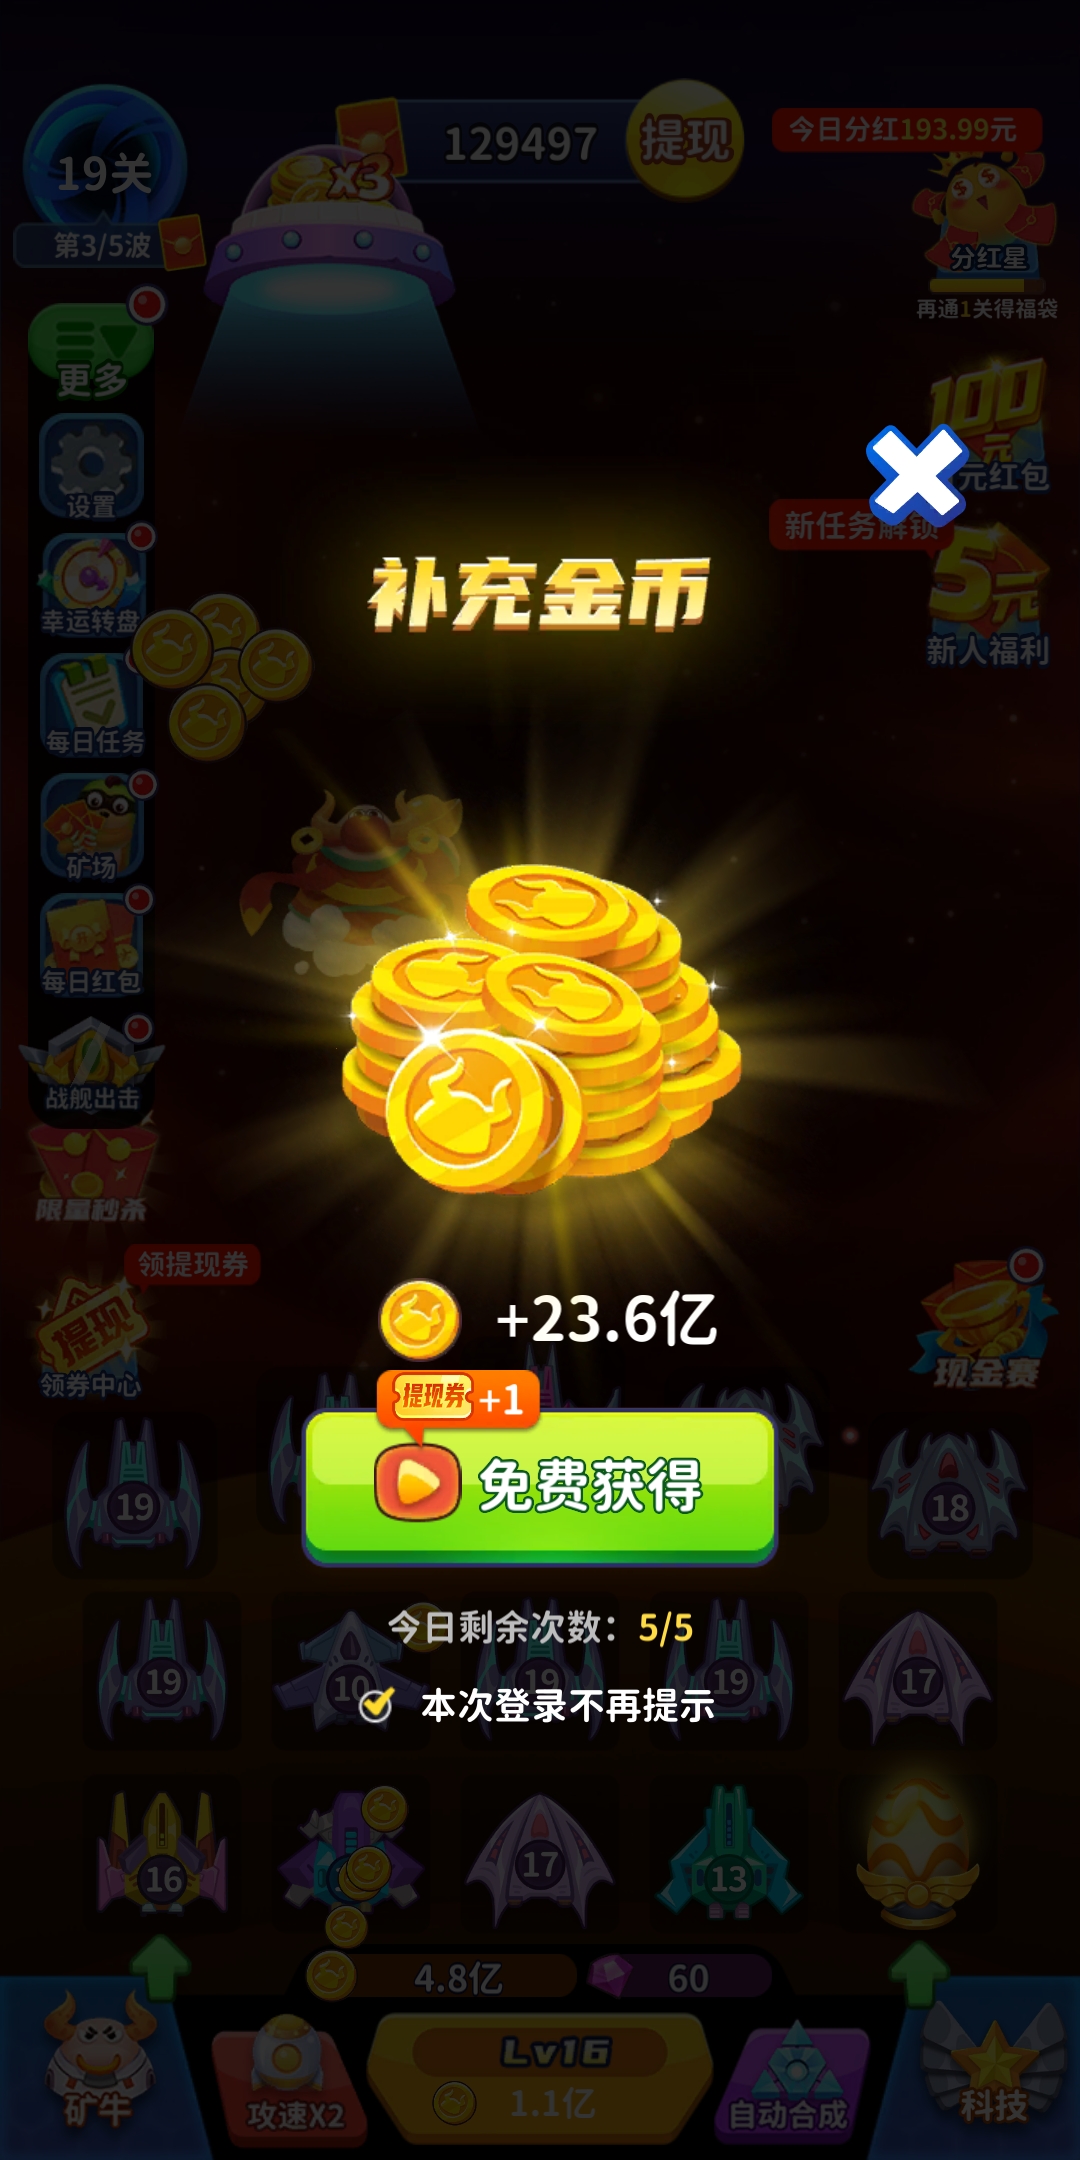 19关
第3/5波
x3
129497
提现
今日分红193.99元
分红星
再通1关得福袋
更多
设置
幸运转盘
每日任务
矿场
每日红包
战舰出击
限量秒杀
领提现券
提现
领券中心
100
元
元红包
新任务解锁
5元
新人福利
补充金币
+23.6亿
提现券+1
免费获得
今日剩余次数：5/5
本次登录不再提示
现金赛
19
18
19
10
19
19
17
16
17
13
4.8亿
60
矿牛
攻速X2
Lv16
1.1亿
自动合成
科技